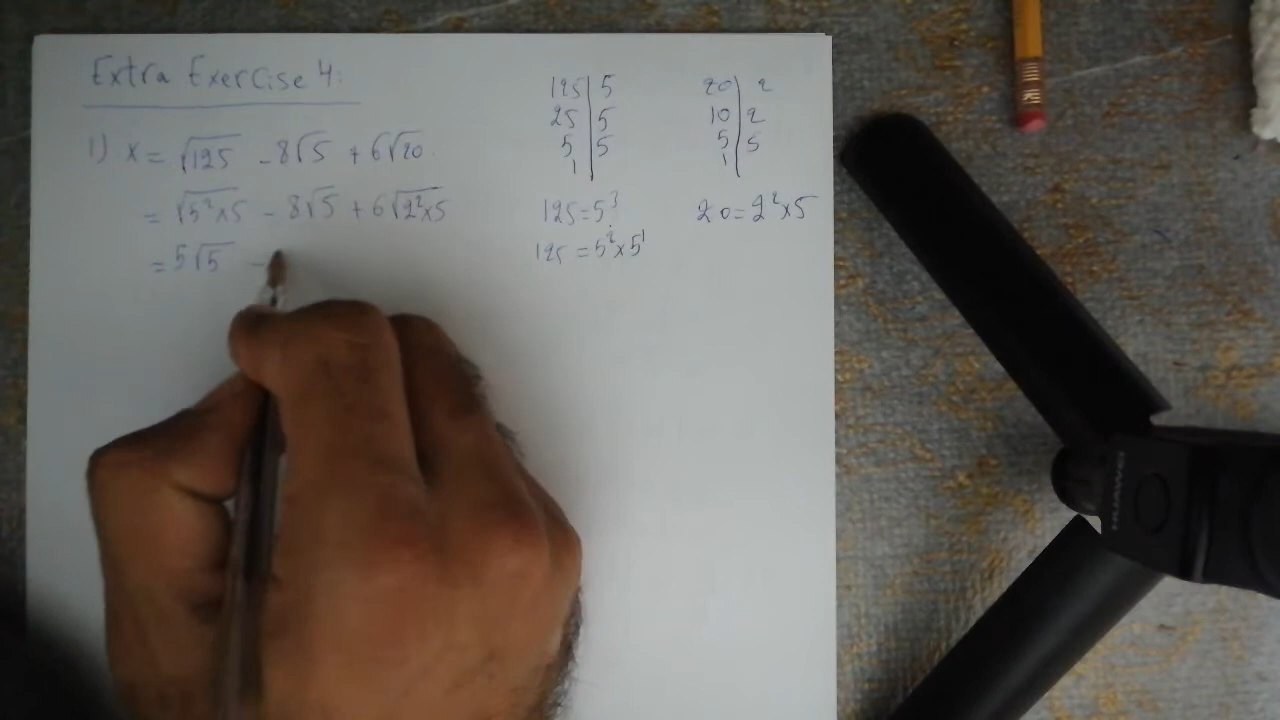 Extra Exercise 4:
1) x = √125 - 8√5 + 6√20
= √5²x5 - 8√5 + 6√2²x5
= 5√5 -
125 | 5
25 | 5
5 | 5
1
125 = 5³
125 = 5²x5¹
20 | 2
10 | 2
5 | 5
1
20 = 2²x5
HUAWEI